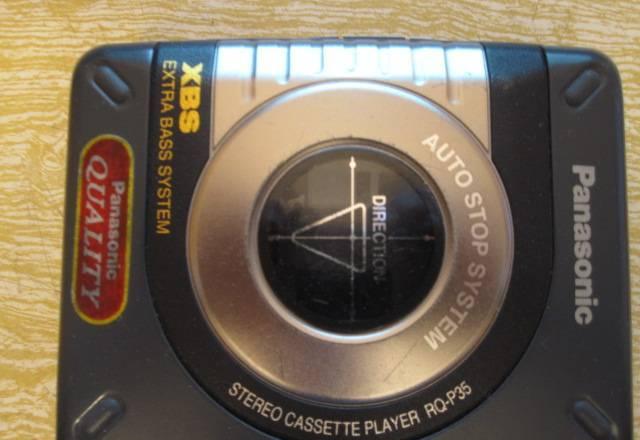 XBS
EXTRA BASS SYSTEM
Panasonic
QUALITY
AUTO STOP SYSTEM
DIRECTION
Panasonic
STEREO CASSETTE PLAYER RQ-P35